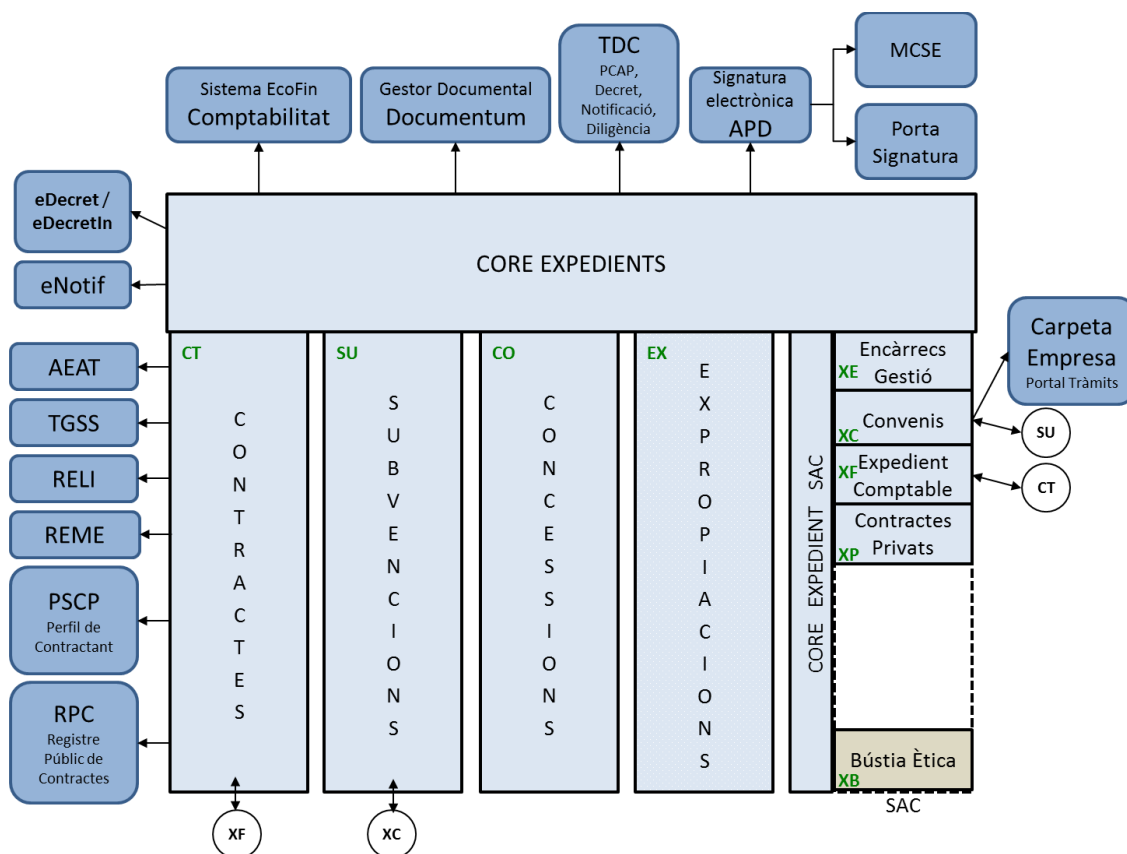 Sistema EcoFin
Comptabilitat
Gestor Documental
Documentum
TDC
PCAP,
Decret,
Notificació,
Diligència
Signatura
electrònica
APD
MCSE
Porta
Signatura
eDecret /
eDecretIn
eNotif
CORE EXPEDIENTS
AEAT
TGSS
RELI
REME
PSCP
Perfil de
Contractant
RPC
Registre
Públic de
Contractes
CT
CONTRACTES
XF
SU
SUBVENCIONS
XC
CO
CONCESSIONS
EX
EXPROPIACIONS
CORE EXPEDIENT SAC
Encàrrecs
XE
Gestió
Convenis
XC
Expedient
XF
Comptable
Contractes
Privats
XP
Bústia Ètica
XB
SAC
Carpeta
Empresa
Portal Tràmits
SU
CT